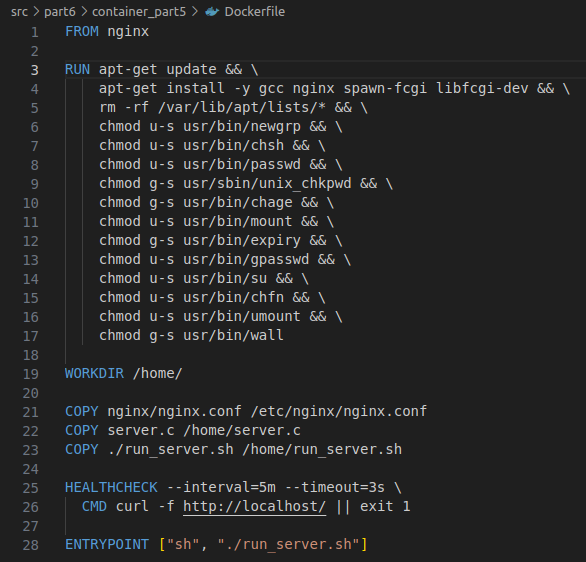 src > part6 > container_part5 > Dockerfile
1 FROM nginx
2
3 RUN apt-get update && \
4     apt-get install -y gcc nginx spawn-fcgi libfcgi-dev && \
5     rm -rf /var/lib/apt/lists/* && \
6     chmod u-s usr/bin/newgrp && \
7     chmod u-s usr/bin/chsh && \
8     chmod u-s usr/bin/passwd && \
9     chmod g-s usr/sbin/unix_chkpwd && \
10     chmod g-s usr/bin/chage && \
11     chmod u-s usr/bin/mount && \
12     chmod g-s usr/bin/expiry && \
13     chmod u-s usr/bin/gpasswd && \
14     chmod u-s usr/bin/su && \
15     chmod u-s usr/bin/chfn && \
16     chmod u-s usr/bin/umount && \
17     chmod g-s usr/bin/wall
18
19 WORKDIR /home/
20
21 COPY nginx/nginx.conf /etc/nginx/nginx.conf
22 COPY server.c /home/server.c
23 COPY ./run_server.sh /home/run_server.sh
24
25 HEALTHCHECK --interval=5m --timeout=3s \
26   CMD curl -f http://localhost/ || exit 1
27
28 ENTRYPOINT ["sh", "./run_server.sh"]